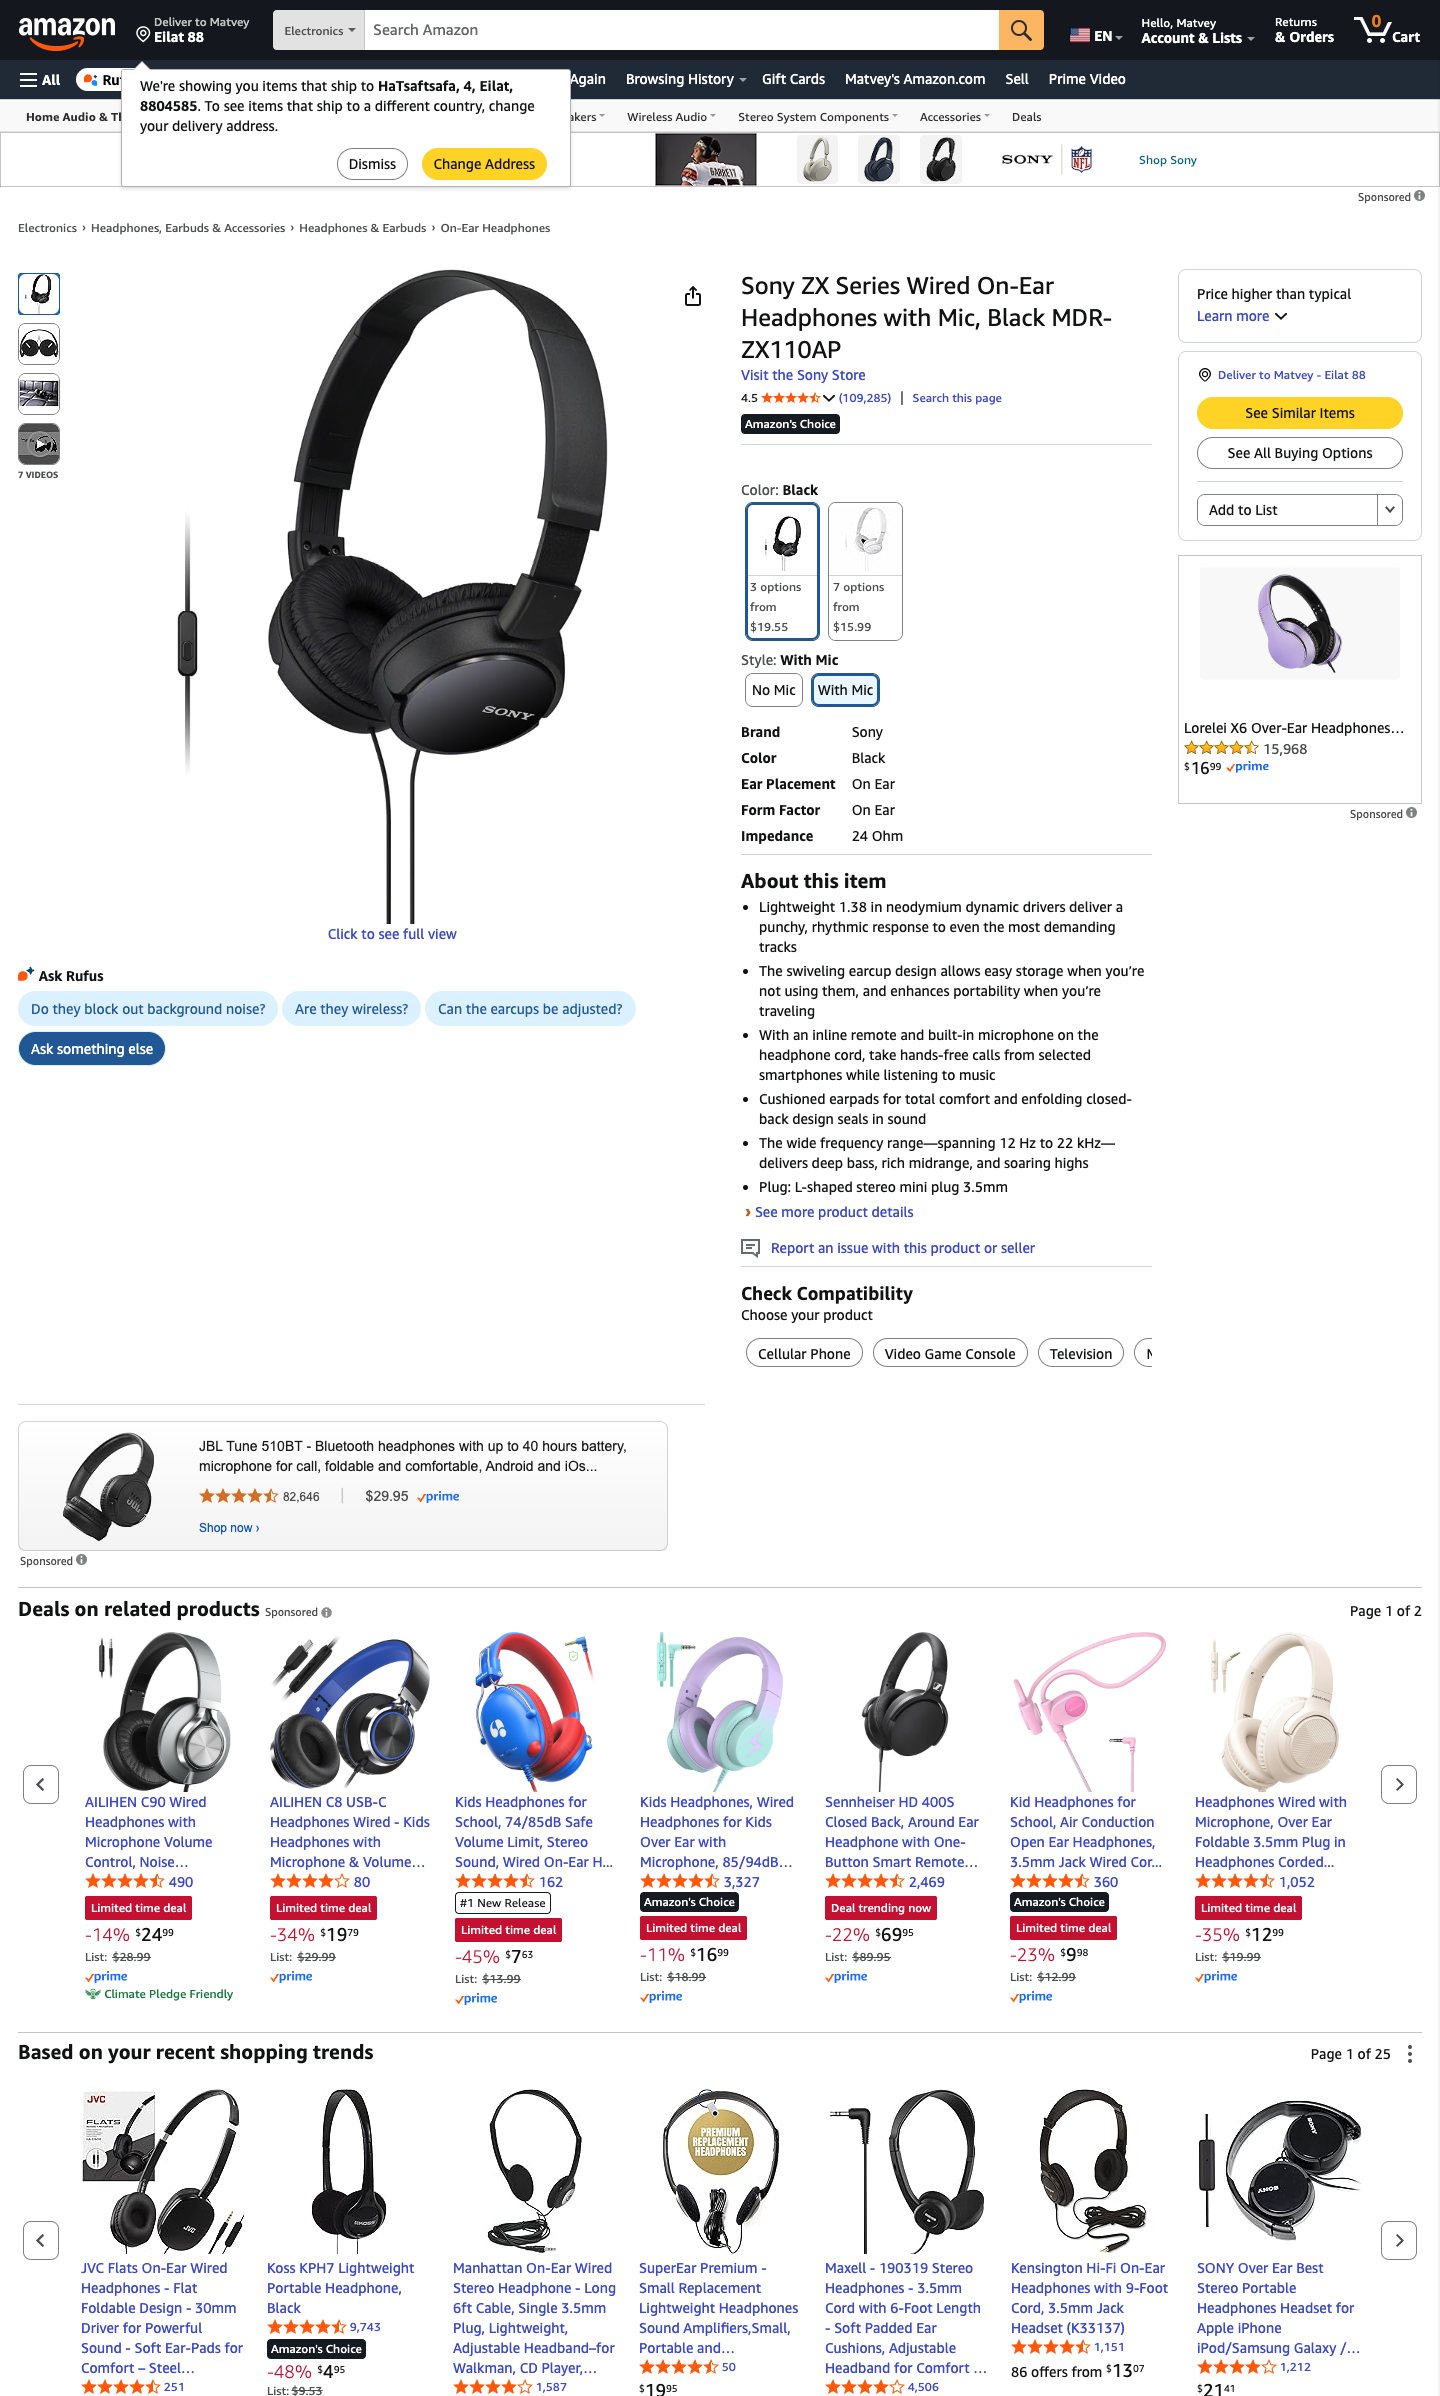 amazon
Deliver to Matvey
Eilat 88
Electronics
Search Amazon
EN
Hello, Matvey
Account & Lists
Returns
& Orders
0
Cart
All
Again
Browsing History
Gift Cards
Matvey's Amazon.com
Sell
Prime Video
We're showing you items that ship to HaTsaftsafa, 4, Eilat,
8804585. To see items that ship to a different country, change
your delivery address.
Dismiss
Change Address
Home Audio &
Wireless Audio
Stereo System Components
Accessories
Deals
GARRETT
SONY
NFL
Shop Sony
Sponsored
Electronics › Headphones, Earbuds & Accessories › Headphones & Earbuds › On-Ear Headphones
7 VIDEOS
SONY
Click to see full view
Ask Rufus
Do they block out background noise?
Are they wireless?
Can the earcups be adjusted?
Ask something else
Sony ZX Series Wired On-Ear
Headphones with Mic, Black MDR-
ZX110AP
Visit the Sony Store
4.5 (109,285) | Search this page
Amazon's Choice
Color: Black
3 options
from
$19.55
7 options
from
$15.99
Style: With Mic
No Mic
With Mic
Brand Sony
Color Black
Ear Placement On Ear
Form Factor On Ear
Impedance 24 Ohm
About this item
• Lightweight 1.38 in neodymium dynamic drivers deliver a
punchy, rhythmic response to even the most demanding
tracks
• The swiveling earcup design allows easy storage when you’re
not using them, and enhances portability when you’re
traveling
• With an inline remote and built-in microphone on the
headphone cord, take hands-free calls from selected
smartphones while listening to music
• Cushioned earpads for total comfort and enfolding closed-
back design seals in sound
• The wide frequency range—spanning 12 Hz to 22 kHz—
delivers deep bass, rich midrange, and soaring highs
• Plug: L-shaped stereo mini plug 3.5mm
› See more product details
Report an issue with this product or seller
Check Compatibility
Choose your product
Cellular Phone
Video Game Console
Television
Price higher than typical
Learn more
Deliver to Matvey - Eilat 88
See Similar Items
See All Buying Options
Add to List
Lorelei X6 Over-Ear Headphones...
15,968
$16.99 prime
Sponsored
JBL Tune 510BT - Bluetooth headphones with up to 40 hours battery,
microphone for call, foldable and comfortable, Android and iOs...
82,646 | $29.95 prime
Shop now ›
Sponsored
Deals on related products Sponsored
Page 1 of 2
AILIHEN C90 Wired
Headphones with
Microphone Volume
Control, Noise...
490
Limited time deal
-14% $24.99
List: $28.99
prime
Climate Pledge Friendly
AILIHEN C8 USB-C
Headphones Wired - Kids
Headphones with
Microphone & Volume...
80
Limited time deal
-34% $19.79
List: $29.99
prime
Kids Headphones for
School, 74/85dB Safe
Volume Limit, Stereo
Sound, Wired On-Ear H...
162
#1 New Release
Limited time deal
-45% $7.63
List: $13.99
prime
Kids Headphones, Wired
Headphones for Kids
Over Ear with
Microphone, 85/94dB...
3,327
Amazon's Choice
Limited time deal
-11% $16.99
List: $18.99
prime
Sennheiser HD 400S
Closed Back, Around Ear
Headphone with One-
Button Smart Remote...
2,469
Deal trending now
-22% $69.95
List: $89.95
prime
Kid Headphones for
School, Air Conduction
Open Ear Headphones,
3.5mm Jack Wired Cor...
360
Amazon's Choice
Limited time deal
-23% $9.98
List: $12.99
prime
Headphones Wired with
Microphone, Over Ear
Foldable 3.5mm Plug in
Headphones Corded...
1,052
Limited time deal
-35% $12.99
List: $19.99
prime
Based on your recent shopping trends
Page 1 of 25
JVC
FLATS
JVC Flats On-Ear Wired
Headphones - Flat
Foldable Design - 30mm
Driver for Powerful
Sound - Soft Ear-Pads for
Comfort – Steel...
251
Koss KPH7 Lightweight
Portable Headphone,
Black
9,743
Amazon's Choice
-48% $4.95
List: $9.53
Manhattan On-Ear Wired
Stereo Headphone - Long
6ft Cable, Single 3.5mm
Plug, Lightweight,
Adjustable Headband–for
Walkman, CD Player,...
1,587
PREMIUM
REPLACEMENT
HEADPHONES
SuperEar Premium -
Small Replacement
Lightweight Headphones
Sound Amplifiers,Small,
Portable and...
50
$19.95
Maxell - 190319 Stereo
Headphones - 3.5mm
Cord with 6-Foot Length
- Soft Padded Ear
Cushions, Adjustable
Headband for Comfort ...
4,506
Kensington Hi-Fi On-Ear
Headphones with 9-Foot
Cord, 3.5mm Jack
Headset (K33137)
1,151
86 offers from $13.07
SONY
SONY
SONY Over Ear Best
Stereo Portable
Headphones Headset for
Apple iPhone
iPod/Samsung Galaxy /...
1,212
$21.41